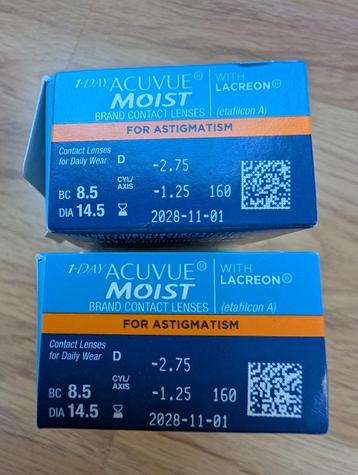 1-DAY ACUVUE® MOIST
BRAND CONTACT LENSES
WITH
LACREON®
(etafilcon A)
FOR ASTIGMATISM
Contact Lenses
for Daily Wear
D -2.75
BC 8.5 CYL/AXIS -1.25 160
DIA 14.5 2028-11-01
1-DAY ACUVUE® MOIST
BRAND CONTACT LENSES
WITH
LACREON®
(etafilcon A)
FOR ASTIGMATISM
Contact Lenses
for Daily Wear
D -2.75
BC 8.5 CYL/AXIS -1.25 160
DIA 14.5 2028-11-01